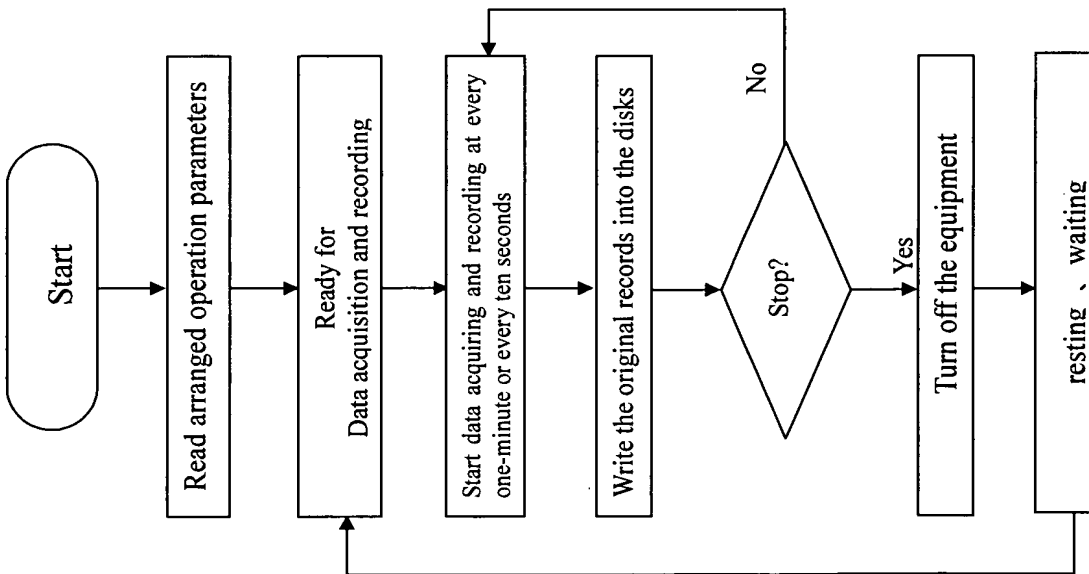 Start
Read arranged operation parameters
Ready for
Data acquisition and recording
Start data acquiring and recording at every
one-minute or every ten seconds
Write the original records into the disks
Stop?
No
Yes
Turn off the equipment
resting 、 waiting